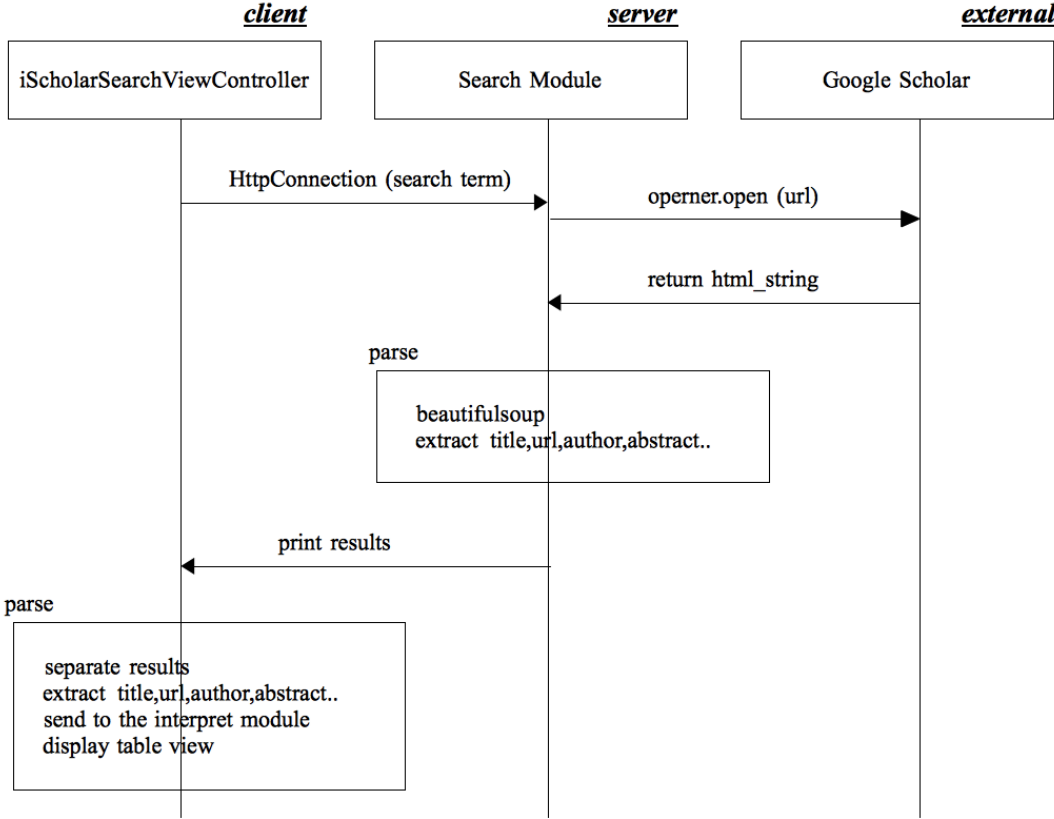 client
server
external
iScholarSearchViewController
Search Module
Google Scholar
HttpConnection (search term)
operner.open (url)
return html_string
parse
beautifulsoup
extract title,url,author,abstract..
print results
parse
separate results
extract title,url,author,abstract..
send to the interpret module
display table view